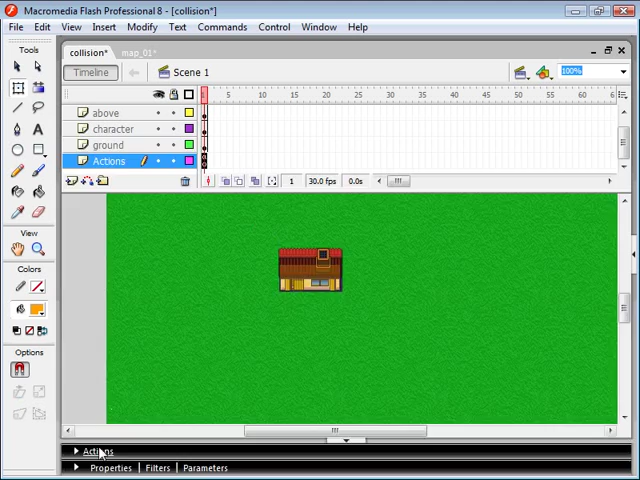 Macromedia Flash Professional 8 - [collision*]
File Edit View Insert Modify Text Commands Control Window Help
Tools
collision* map_01*
Timeline Scene 1 100%
1 5 10 15 20 25 30 35 40 45 50 55 60
above
character
ground
Actions
1 30.0 fps 0.0s
View
Colors
Options
Actions
Properties Filters Parameters